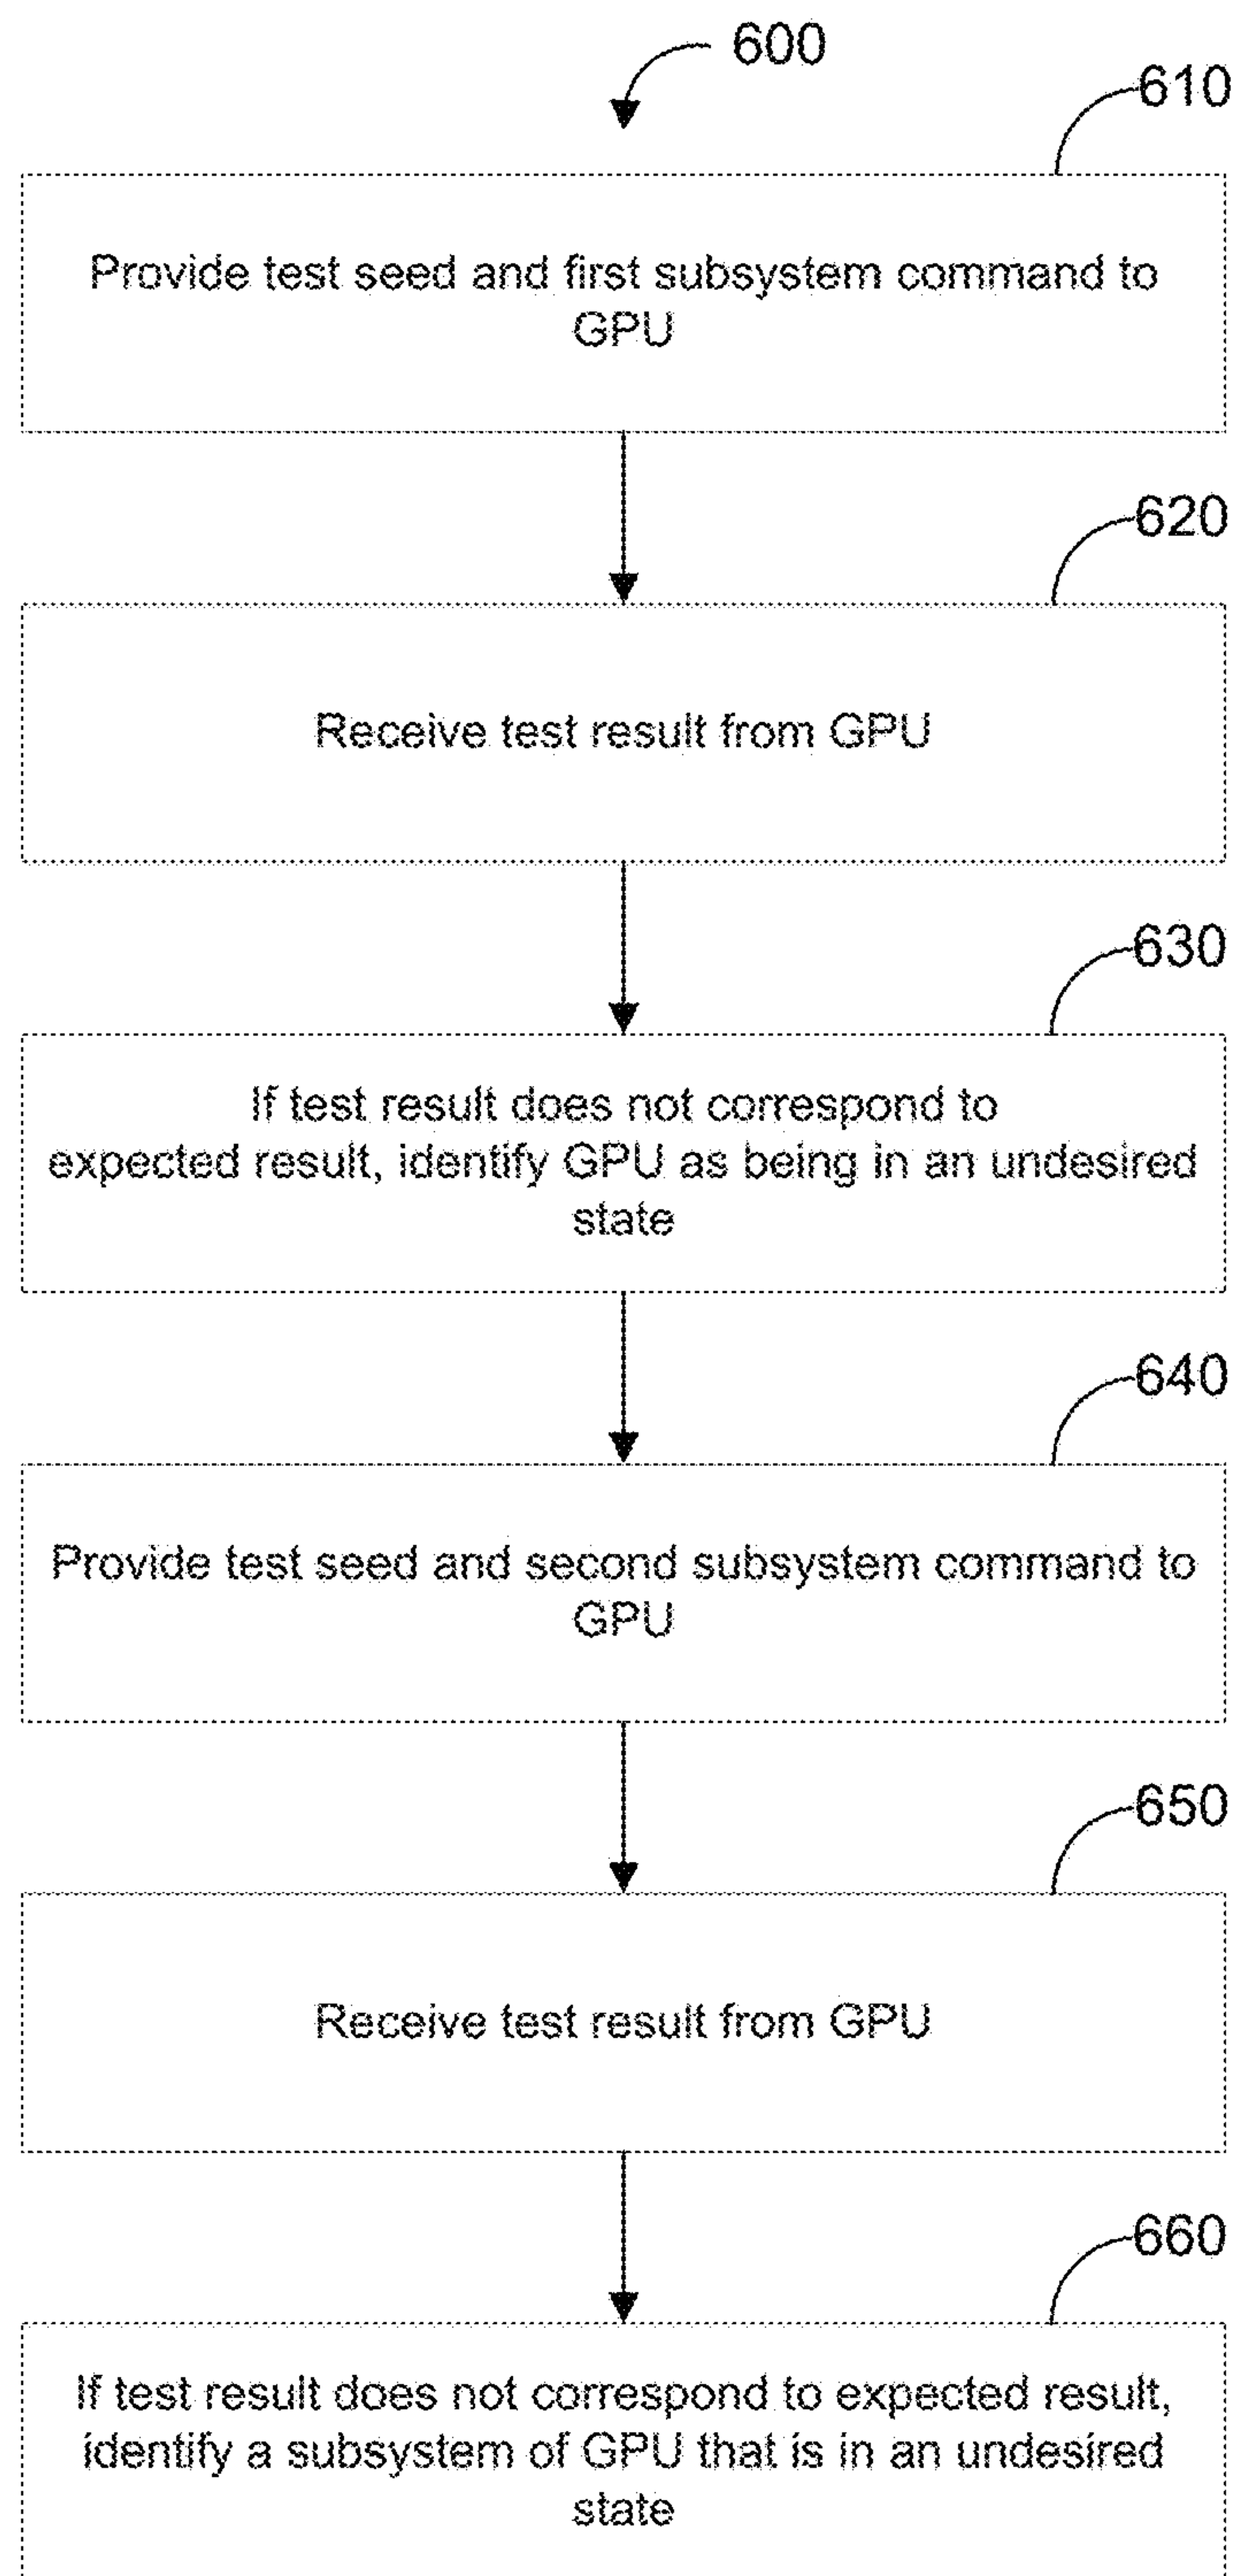 600
610
Provide test seed and first subsystem command to
GPU
620
Receive test result from GPU
630
If test result does not correspond to
expected result, identify GPU as being in an undesired
state
640
Provide test seed and second subsystem command to
GPU
650
Receive test result from GPU
660
If test result does not correspond to expected result,
identify a subsystem of GPU that is in an undesired
state